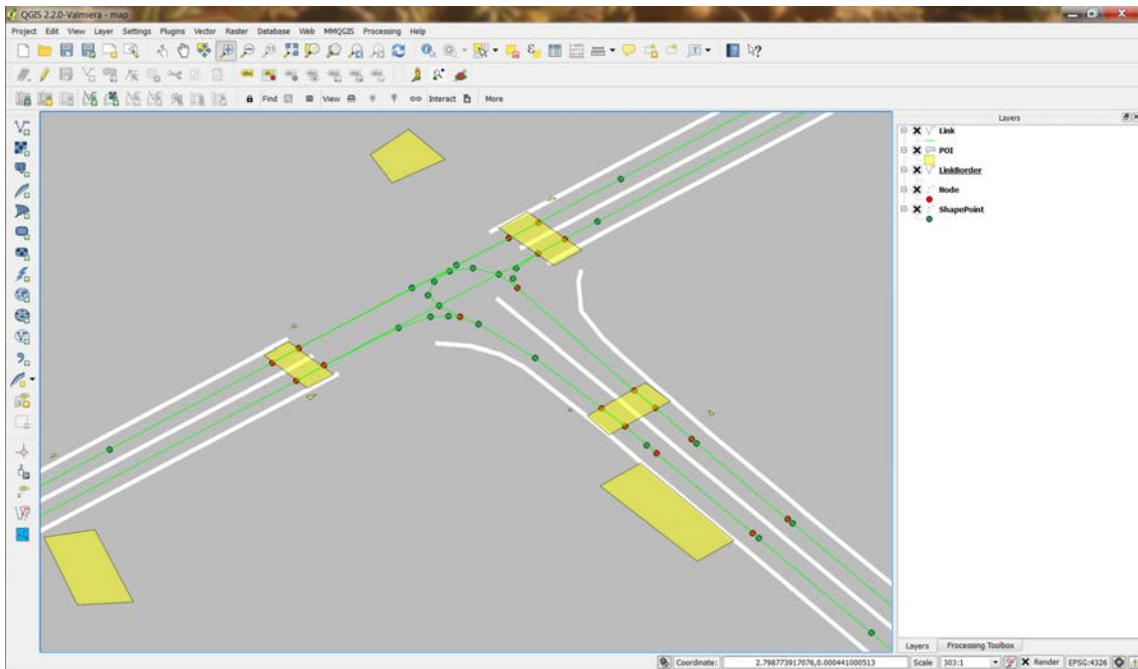 QGIS 2.2.0-Valmiera - map
Project Edit View Layer Settings Plugins Vector Raster Database Web MMQGIS Processing Help
Find View Interact More
Layers
Link
POI
LinkBorder
Node
ShapePoint
Layers Processing Toolbox
Coordinate: 2.798773917076,0.000441000513 Scale 303:1 Render EPSG:4326